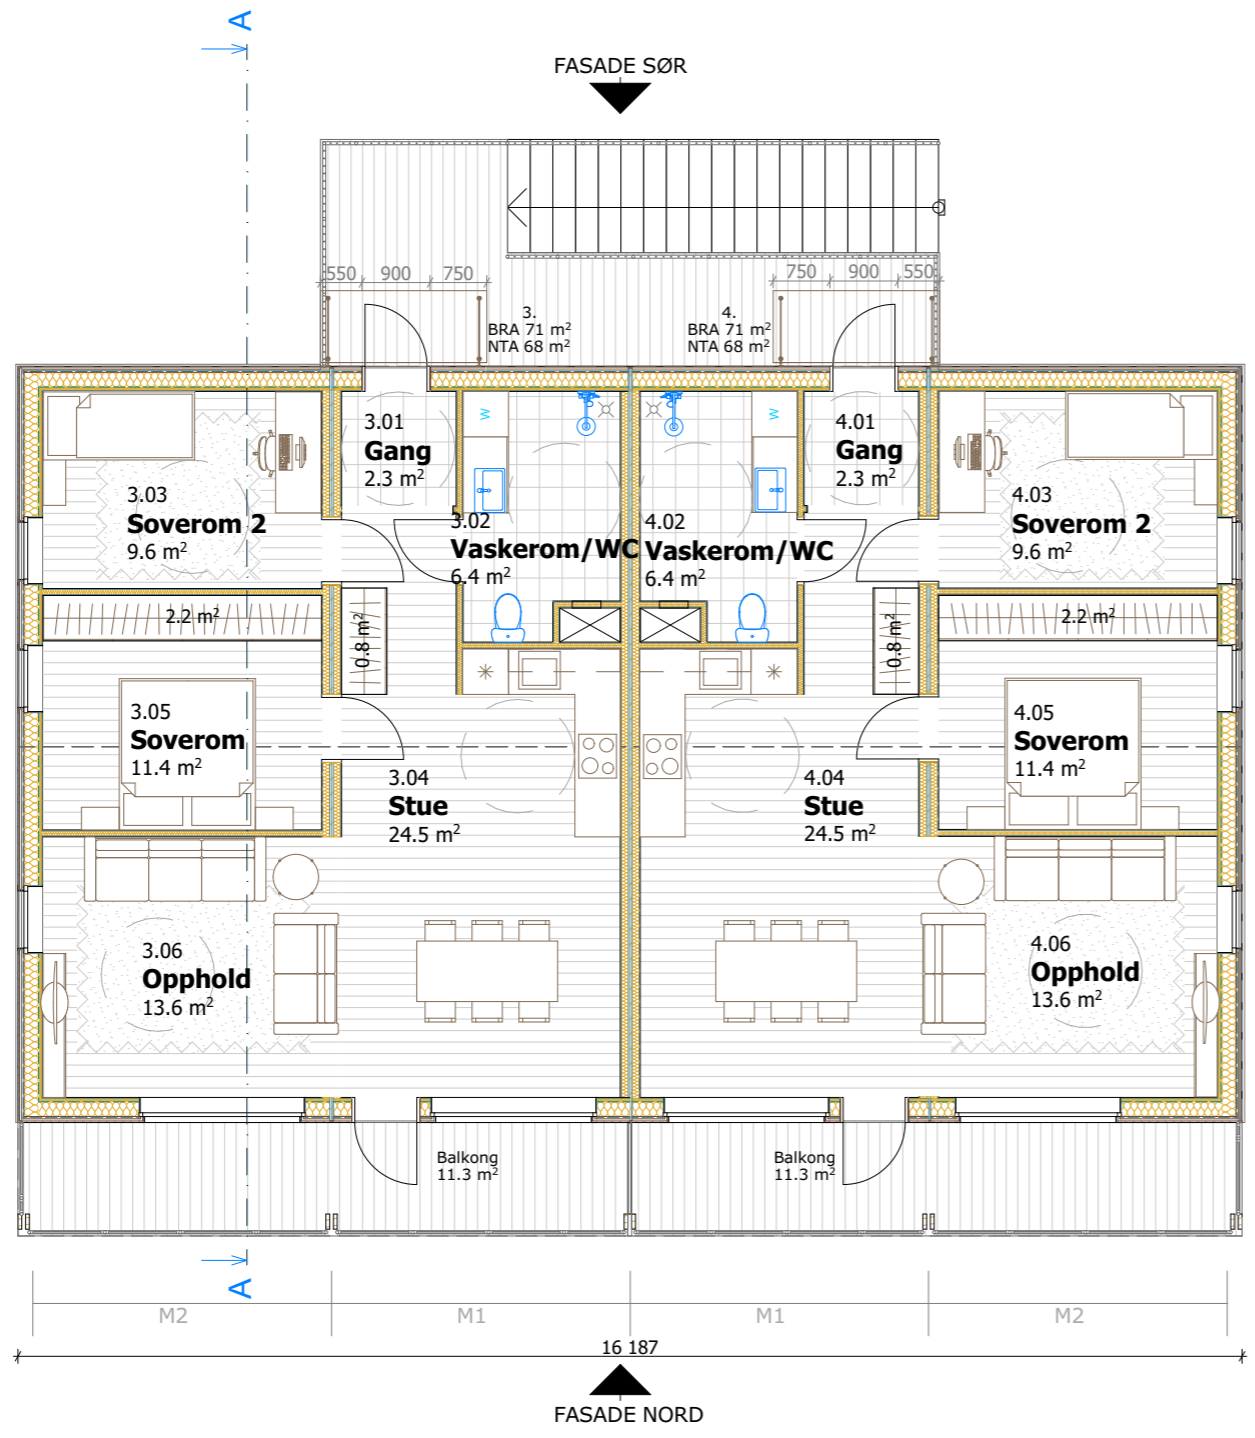 A
FASADE SØR
550 900 750
750 900 550
3.
BRA 71 m²
NTA 68 m²
4.
BRA 71 m²
NTA 68 m²
3.01
Gang
2.3 m²
W
W
4.01
Gang
2.3 m²
3.03
Soverom 2
9.6 m²
3.02
Vaskerom/WC
6.4 m²
4.02
Vaskerom/WC
6.4 m²
4.03
Soverom 2
9.6 m²
2.2 m²
0.8 m²
0.8 m²
2.2 m²
3.05
Soverom
11.4 m²
3.04
Stue
24.5 m²
4.04
Stue
24.5 m²
4.05
Soverom
11.4 m²
3.06
Opphold
13.6 m²
4.06
Opphold
13.6 m²
Balkong
11.3 m²
Balkong
11.3 m²
A
M2 M1 M1 M2
16 187
FASADE NORD